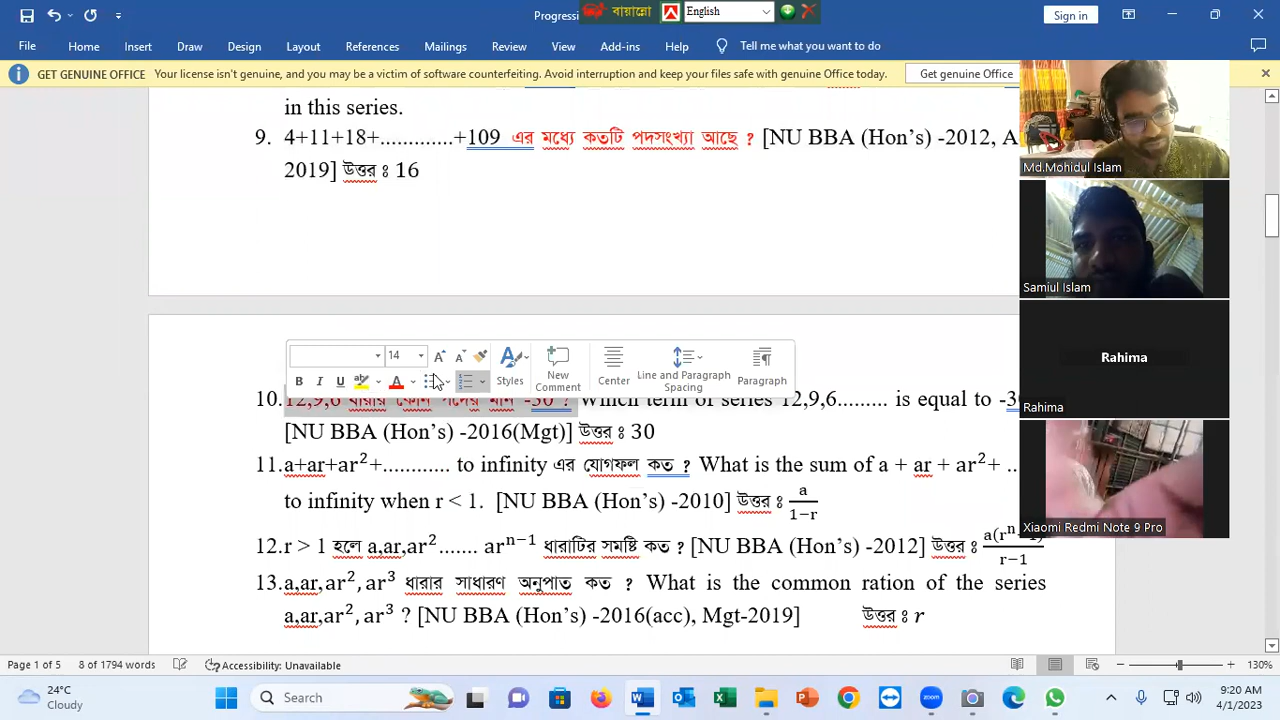 Progressi
বায়ান্নো
English
Sign in
File Home Insert Draw Design Layout References Mailings Review View Add-ins Help Tell me what you want to do
GET GENUINE OFFICE Your license isn't genuine, and you may be a victim of software counterfeiting. Avoid interruption and keep your files safe with genuine Office today. Get genuine Office
in this series.
9. 4+11+18+.............+109 এর মধ্যে কতটি পদসংখ্যা আছে ? [NU BBA (Hon's) -2012, A
2019] উত্তর ঃ 16
14
Styles New Comment Center Line and Paragraph Spacing Paragraph
10. 12,9,6 ধারার কোন পদের মান -30 ? Which term of series 12,9,6......... is equal to -30
[NU BBA (Hon's) -2016(Mgt)] উত্তর ঃ 30
11. a+ar+ar²+............ to infinity এর যোগফল কত ? What is the sum of a + ar + ar²+ ..
to infinity when r < 1. [NU BBA (Hon's) -2010] উত্তর ঃ a/(1−r)
12. r > 1 হলে a,ar,ar²....... arⁿ⁻¹ ধারাটির সমষ্টি কত ? [NU BBA (Hon's) -2012] উত্তর ঃ
13. a,ar,ar²,ar³ ধারার সাধারণ অনুপাত কত ? What is the common ration of the series
a,ar,ar²,ar³ ? [NU BBA (Hon's) -2016(acc), Mgt-2019] উত্তর ঃ r
Md.Mohidul Islam
Samiul Islam
Rahima
Rahima
Xiaomi Redmi Note 9 Pro
Page 1 of 5 8 of 1794 words Accessibility: Unavailable 130%
24°C
Cloudy
Search
zoom
9:20 AM
4/1/2023